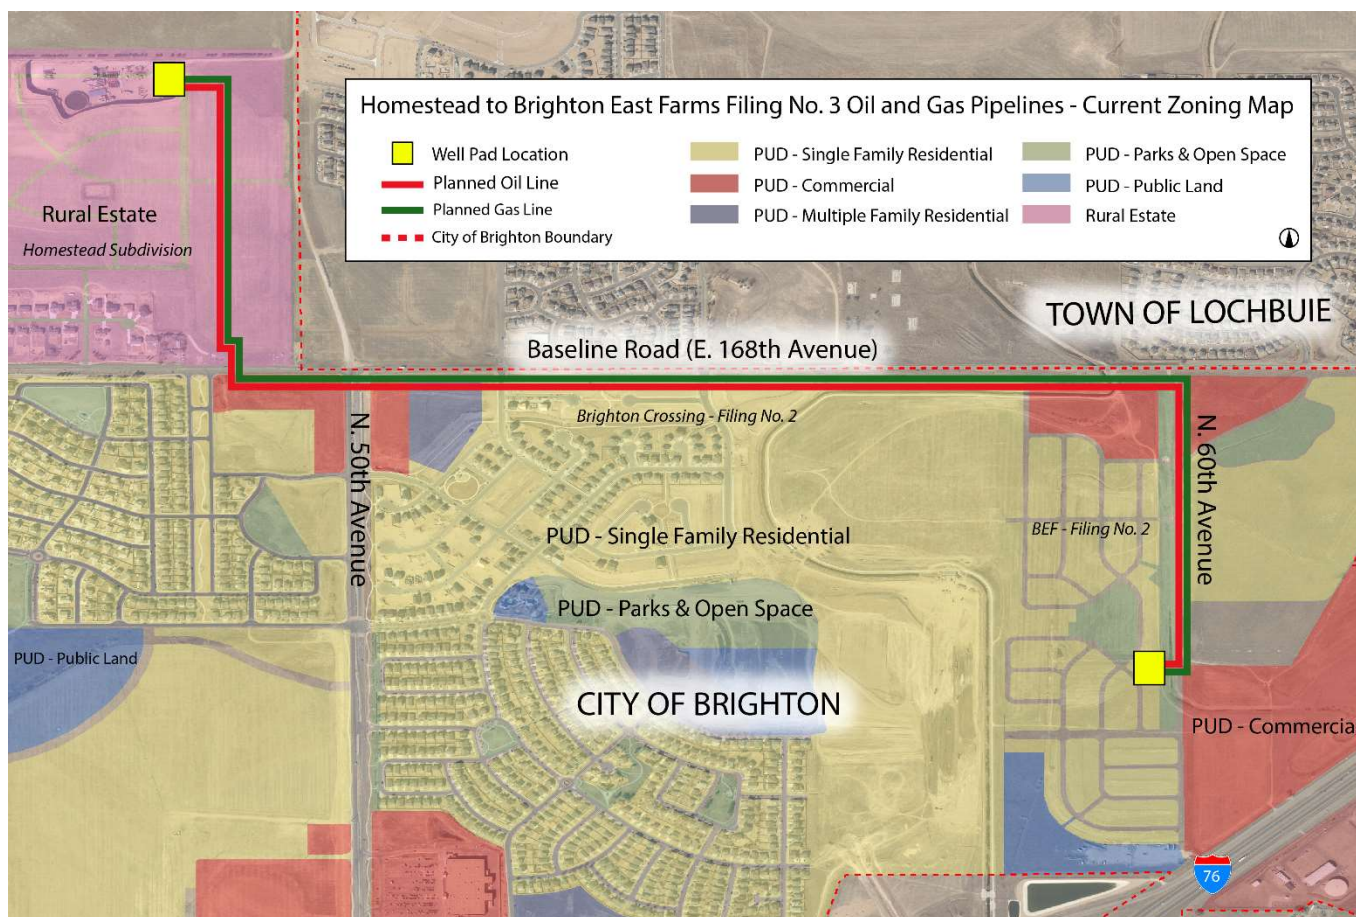 Homestead to Brighton East Farms Filing No. 3 Oil and Gas Pipelines - Current Zoning Map
Well Pad Location
Planned Oil Line
Planned Gas Line
City of Brighton Boundary
PUD - Single Family Residential
PUD - Commercial
PUD - Multiple Family Residential
PUD - Parks & Open Space
PUD - Public Land
Rural Estate
Rural Estate
Homestead Subdivision
TOWN OF LOCHBUIE
Baseline Road (E. 168th Avenue)
Brighton Crossing - Filing No. 2
N. 50th Avenue
N. 60th Avenue
BEF - Filing No. 2
PUD - Single Family Residential
PUD - Parks & Open Space
PUD - Public Land
CITY OF BRIGHTON
PUD - Commercia
76